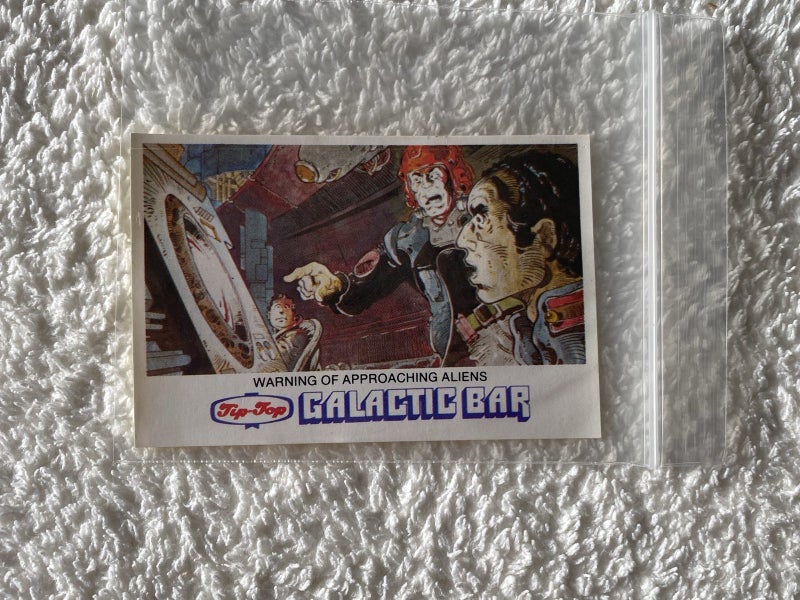 WARNING OF APPROACHING ALIENS
Tip-Top GALACTIC BAR